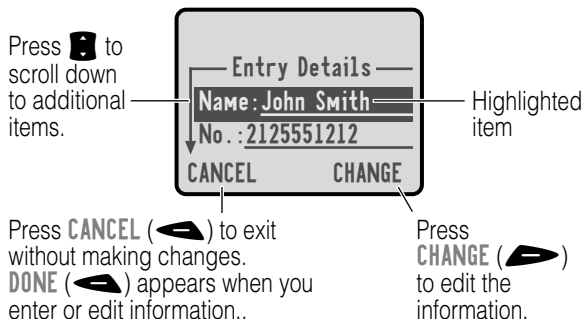 Press to
scroll down
to additional
items.
Entry Details
Name:John Smith
No.:2125551212
CANCEL CHANGE
Highlighted
item
Press CANCEL ( ) to exit
without making changes.
DONE ( ) appears when you
enter or edit information..
Press
CHANGE ( )
to edit the
information.